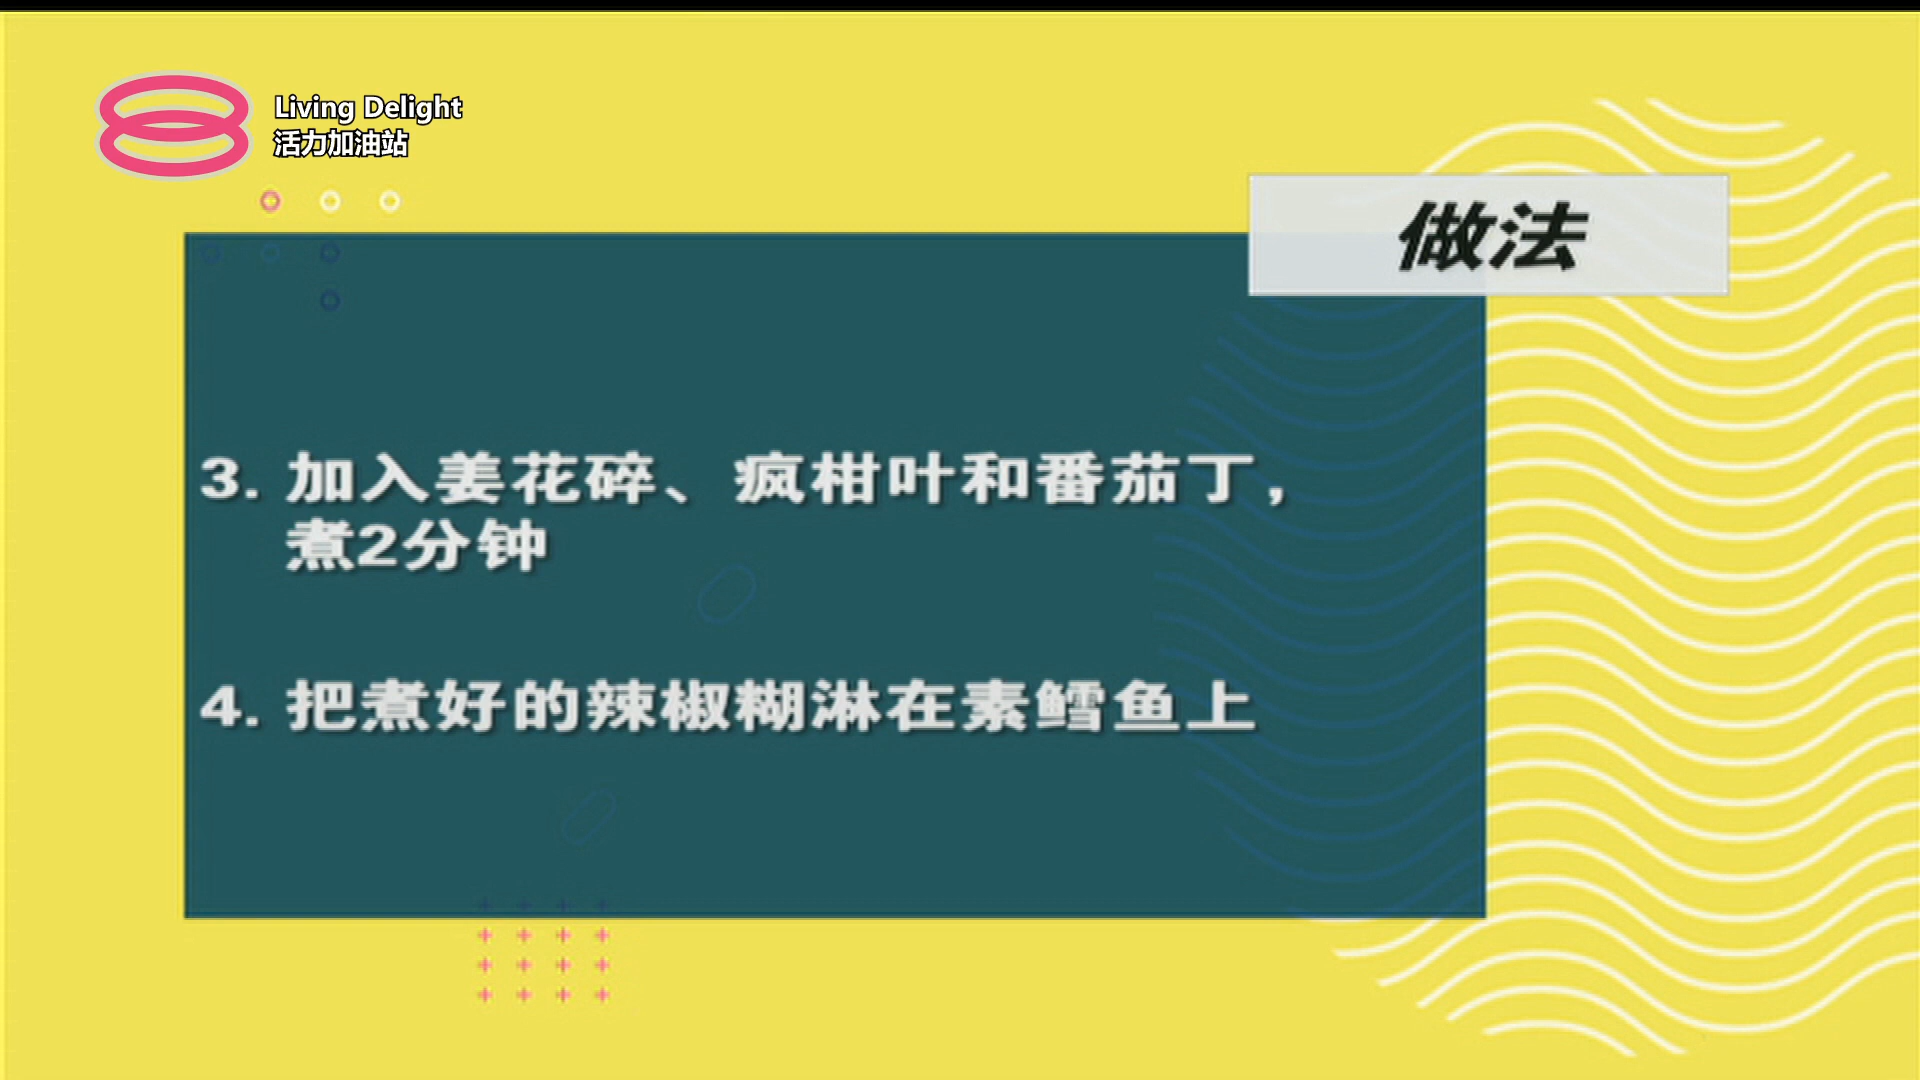 Living Delight
活力加油站
做法
3. 加入姜花碎、疯柑叶和番茄丁，
煮2分钟
4. 把煮好的辣椒糊淋在素鳕鱼上